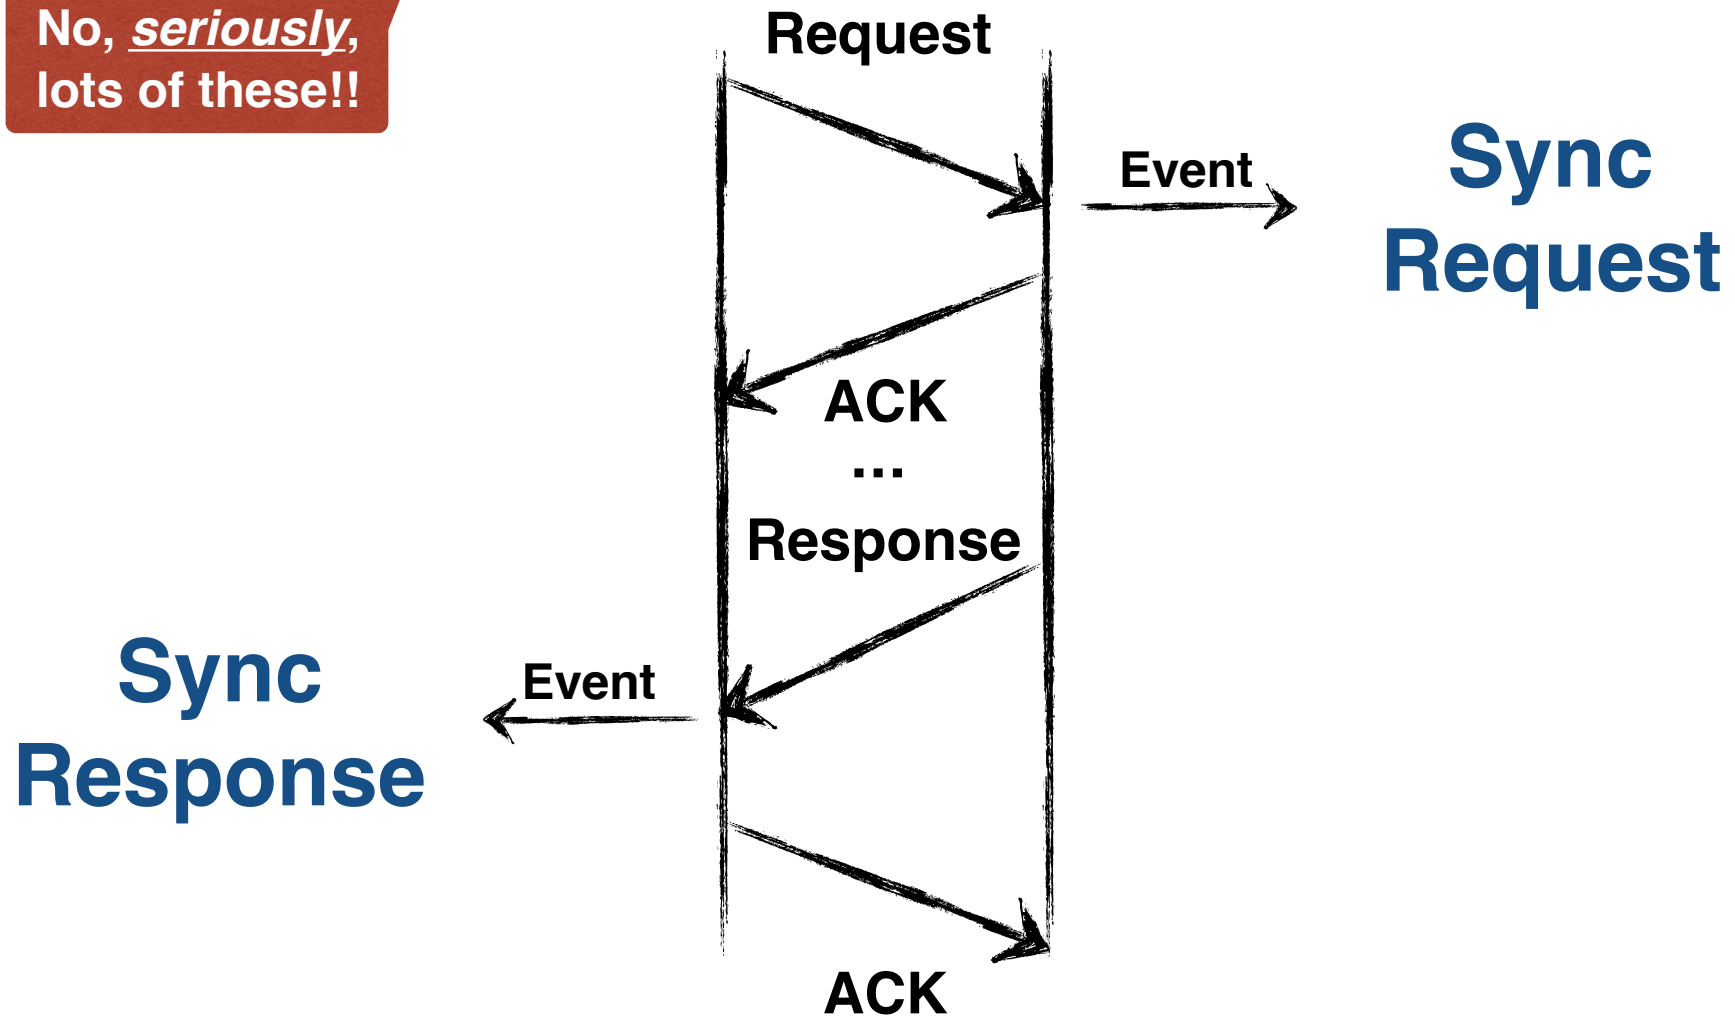 No, seriously,
lots of these!!
Request
Event
Sync
Request
ACK
...
Response
Sync
Response
Event
ACK